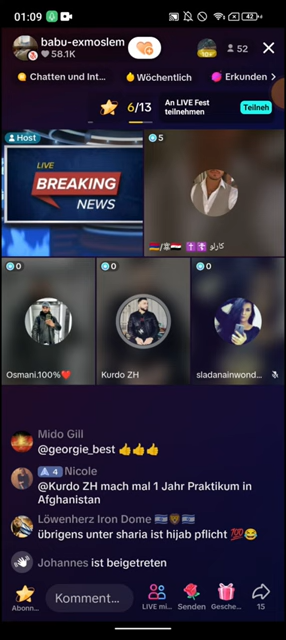 01:09
42
babu-exmoslem
58.1K
10+
52
Chatten und Int...
Wöchentlich
Erkunden
6/13
An LIVE Fest
teilnehmen
Teilneh
Host
LIVE
BREAKING
NEWS
5
كارلو
0
0
0
Osmani.100%❤️
Kurdo ZH
sladanainwond...
Mido Gill
@georgie_best 👍👍👍
4 Nicole
@Kurdo ZH mach mal 1 Jahr Praktikum in
Afghanistan
Löwenherz Iron Dome 🇮🇱🦁🇮🇱
übrigens unter sharia ist hijab pflicht 💯😂
Johannes ist beigetreten
Kommen...
Abonn...
LIVE mi...
Senden
Gesche...
15